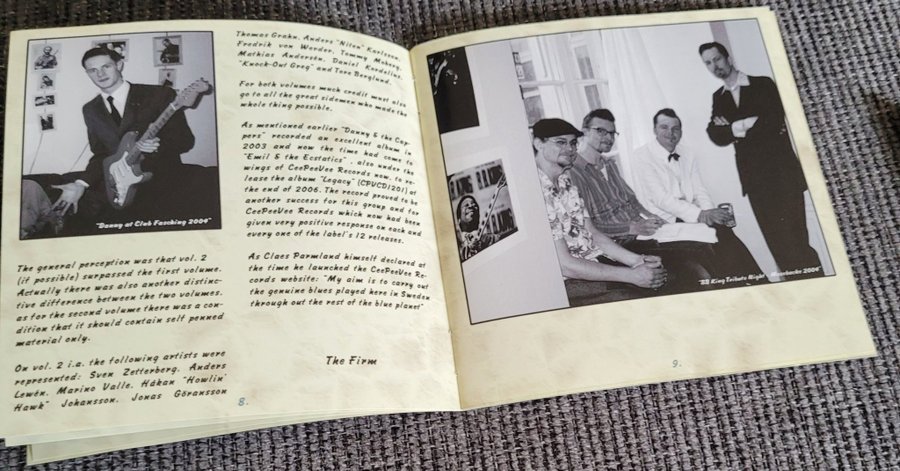 "Danny at Club Fasching 2004"
The general perception was that vol. 2
(if possible) surpassed the first volume.
Actually there was also another distinc-
tive difference between the two volumes,
as for the second volume there was a con-
dition that it should contain self penned
material only.
On vol. 2 i.a. the following artists were
represented: Sven Zetterberg, Anders
Lewén, Marino Valle, Håkan "Howlin'
Hawk" Johansson, Jonas Göransson
Thomas Grahn, Anders "Niten" Karlsson,
Fredrik von Werder, Tommy Moberg,
Mathias Andersén, Daniel Kordelius,
"Knock-Out Greg" and Tore Berglund.
For both volumes much credit must also
go to all the great sidemen who made the
whole thing possible.
As mentioned earlier "Danny & the Cap-
pers" recorded an excellent album in
2003 and now the time had come to
"Emil & the Ecstatics", also under the
wings of CeePeeVee Records now, to re-
lease the album "Legacy" (CPVCD1201) at
the end of 2006. The record proved to be
another success for this group and for
CeePeeVee Records which now had been
given very positive response on each and
every one of the label's 12 releases.
As Claes Parmland himself declared at
the time he launched the CeePeeVee Re-
cords website: "My aim is to carry out
the genuine blues played here in Sweden
through out the rest of the blue planet"
The Firm
8.
"BB King Tribute Night - Mosebacke 2004"
9.